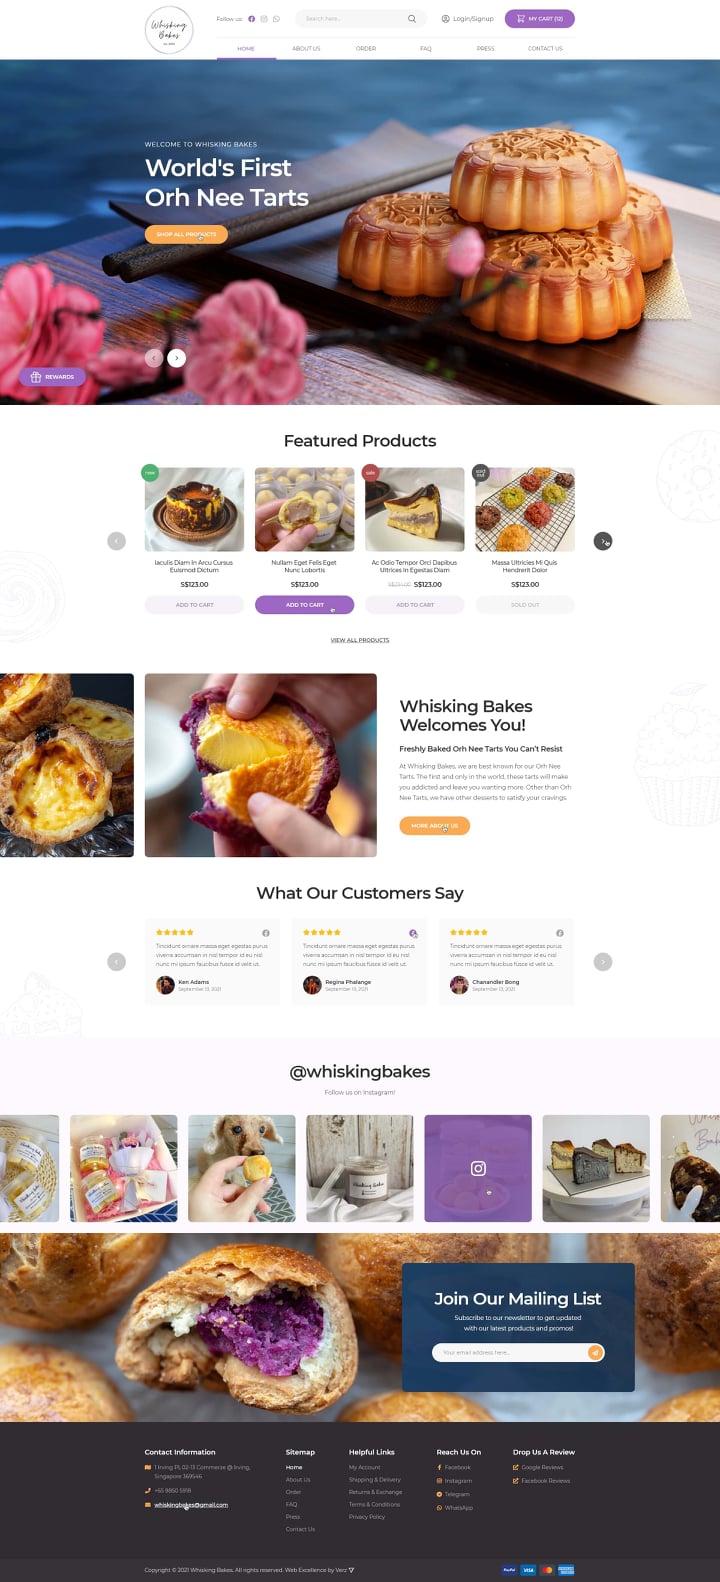 Whisking
Bakes
Follow us:
Search here...
Login/Signup
MY CART (12)
HOME
ABOUT US
ORDER
FAQ
PRESS
CONTACT US
WELCOME TO WHISKING BAKES
World's First
Orh Nee Tarts
SHOP ALL PRODUCTS
REWARDS
Featured Products
new
sale
sold
out
Iaculis Diam In Arcu Cursus
Euismod Dictum
S$123.00
ADD TO CART
Nullam Eget Felis Eget
Nunc Lobortis
S$123.00
ADD TO CART
Ac Odio Tempor Orci Dapibus
Ultrices In Egestas Diam
S$123.00
ADD TO CART
Massa Ultricies Mi Quis
Hendrerit Dolor
S$123.00
SOLD OUT
VIEW ALL PRODUCTS
Whisking Bakes
Welcomes You!
Freshly Baked Orh Nee Tarts You Can't Resist
At Whisking Bakes, we are best known for our Orh Nee
Tarts. The first and only in the world, these tarts will make
you addicted and leave you wanting more. Other than Orh
Nee Tarts, we have other desserts to satisfy your cravings.
MORE ABOUT US
What Our Customers Say
Tincidunt ornare massa eget egestas purus
viverra accumsan in nisl tempor id eu nisl
nunc mi ipsum faucibus fusce id velit ut.
Ken Adams
September 13, 2021
Tincidunt ornare massa eget egestas purus
viverra accumsan in nisl tempor id eu nisl
nunc mi ipsum faucibus fusce id velit ut.
Regina Phalange
September 13, 2021
Tincidunt ornare massa eget egestas purus
viverra accumsan in nisl tempor id eu nisl
nunc mi ipsum faucibus fusce id velit ut.
Chanandler Bong
September 13, 2021
@whiskingbakes
Follow us on Instagram!
Whisking Bakes
Join Our Mailing List
Subscribe to our newsletter to get updated
with our latest products and promos!
Your email address here...
Contact Information
1 Irving Pl, 02-13 Commerze @ Irving,
Singapore 369546
+65 9850 5918
whiskingbakes@gmail.com
Sitemap
Home
About Us
Order
FAQ
Press
Contact Us
Helpful Links
My Account
Shipping & Delivery
Returns & Exchange
Terms & Conditions
Privacy Policy
Reach Us On
Facebook
Instagram
Telegram
WhatsApp
Drop Us A Review
Google Reviews
Facebook Reviews
Copyright © 2021 Whisking Bakes. All rights reserved. Web Excellence by Verz
PayPal
VISA